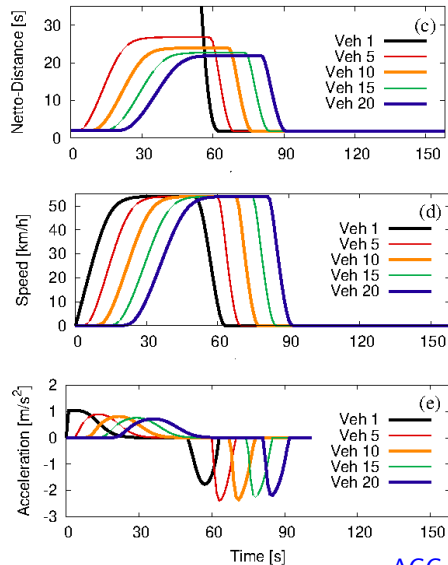 (c)
Netto-Distance [s]
30
20
10
0
Veh 1
Veh 5
Veh 10
Veh 15
Veh 20
0 30 60 90 120 150
(d)
Speed [km/h]
50
40
30
20
10
0
Veh 1
Veh 5
Veh 10
Veh 15
Veh 20
0 30 60 90 120 150
(e)
Acceleration [m/s²]
2
1
0
-1
-2
-3
Veh 1
Veh 5
Veh 10
Veh 15
Veh 20
0 30 60 90 120 150
Time [s]
ACC